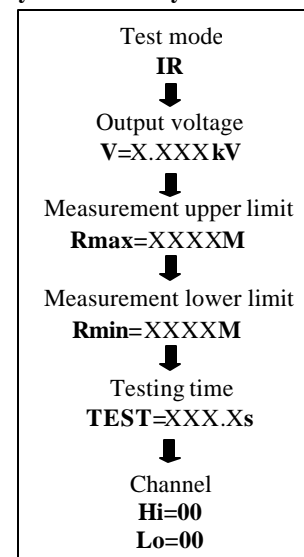 Test mode
IR
Output voltage
V=X.XXXkV
Measurement upper limit
Rmax=XXXXM
Measurement lower limit
Rmin=XXXXM
Testing time
TEST=XXX.Xs
Channel
Hi=00
Lo=00